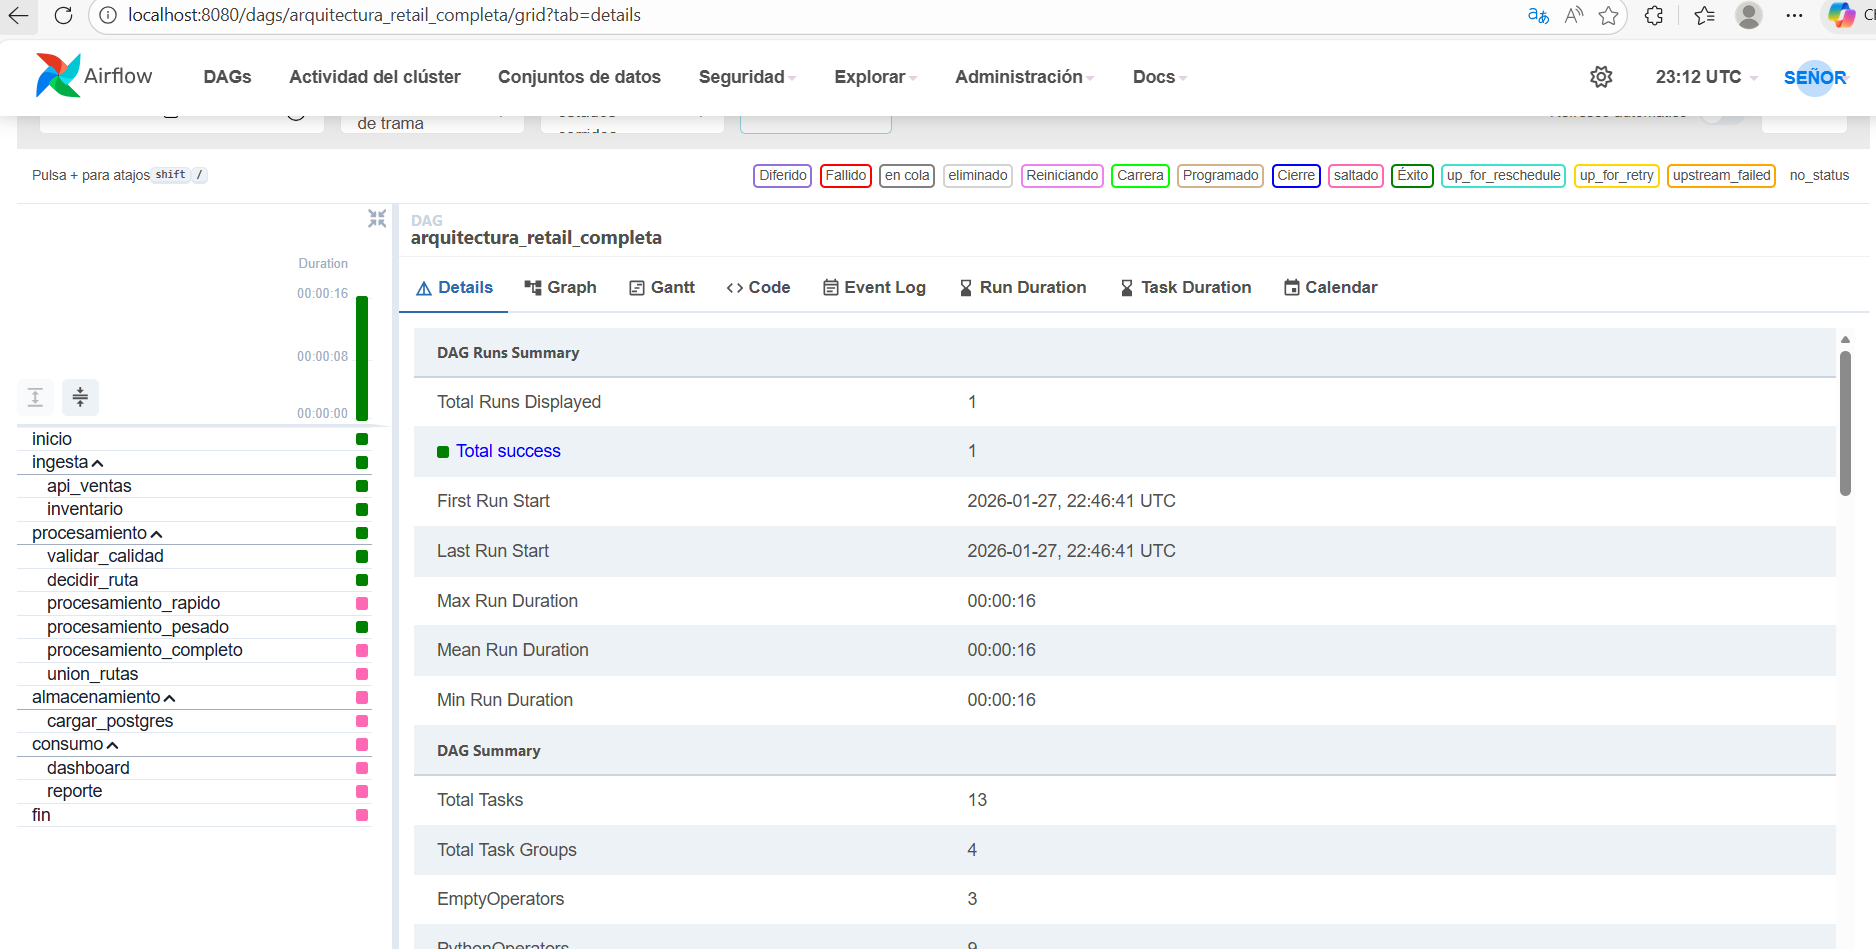 localhost:8080/dags/arquitectura_retail_completa/grid?tab=details
Airflow DAGs Actividad del clúster Conjuntos de datos Seguridad Explorar Administración Docs 23:12 UTC SEÑOR
de trama
Pulsa + para atajos shift / Diferido Fallido en cola eliminado Reiniciando Carrera Programado Cierre saltado Éxito up_for_reschedule up_for_retry upstream_failed no_status
DAG
arquitectura_retail_completa
Details Graph Gantt Code Event Log Run Duration Task Duration Calendar
Duration
00:00:16
00:00:08
00:00:00
inicio
ingesta
api_ventas
inventario
procesamiento
validar_calidad
decidir_ruta
procesamiento_rapido
procesamiento_pesado
procesamiento_completo
union_rutas
almacenamiento
cargar_postgres
consumo
dashboard
reporte
fin
DAG Runs Summary
Total Runs Displayed 1
Total success 1
First Run Start 2026-01-27, 22:46:41 UTC
Last Run Start 2026-01-27, 22:46:41 UTC
Max Run Duration 00:00:16
Mean Run Duration 00:00:16
Min Run Duration 00:00:16
DAG Summary
Total Tasks 13
Total Task Groups 4
EmptyOperators 3
PythonOperators 9